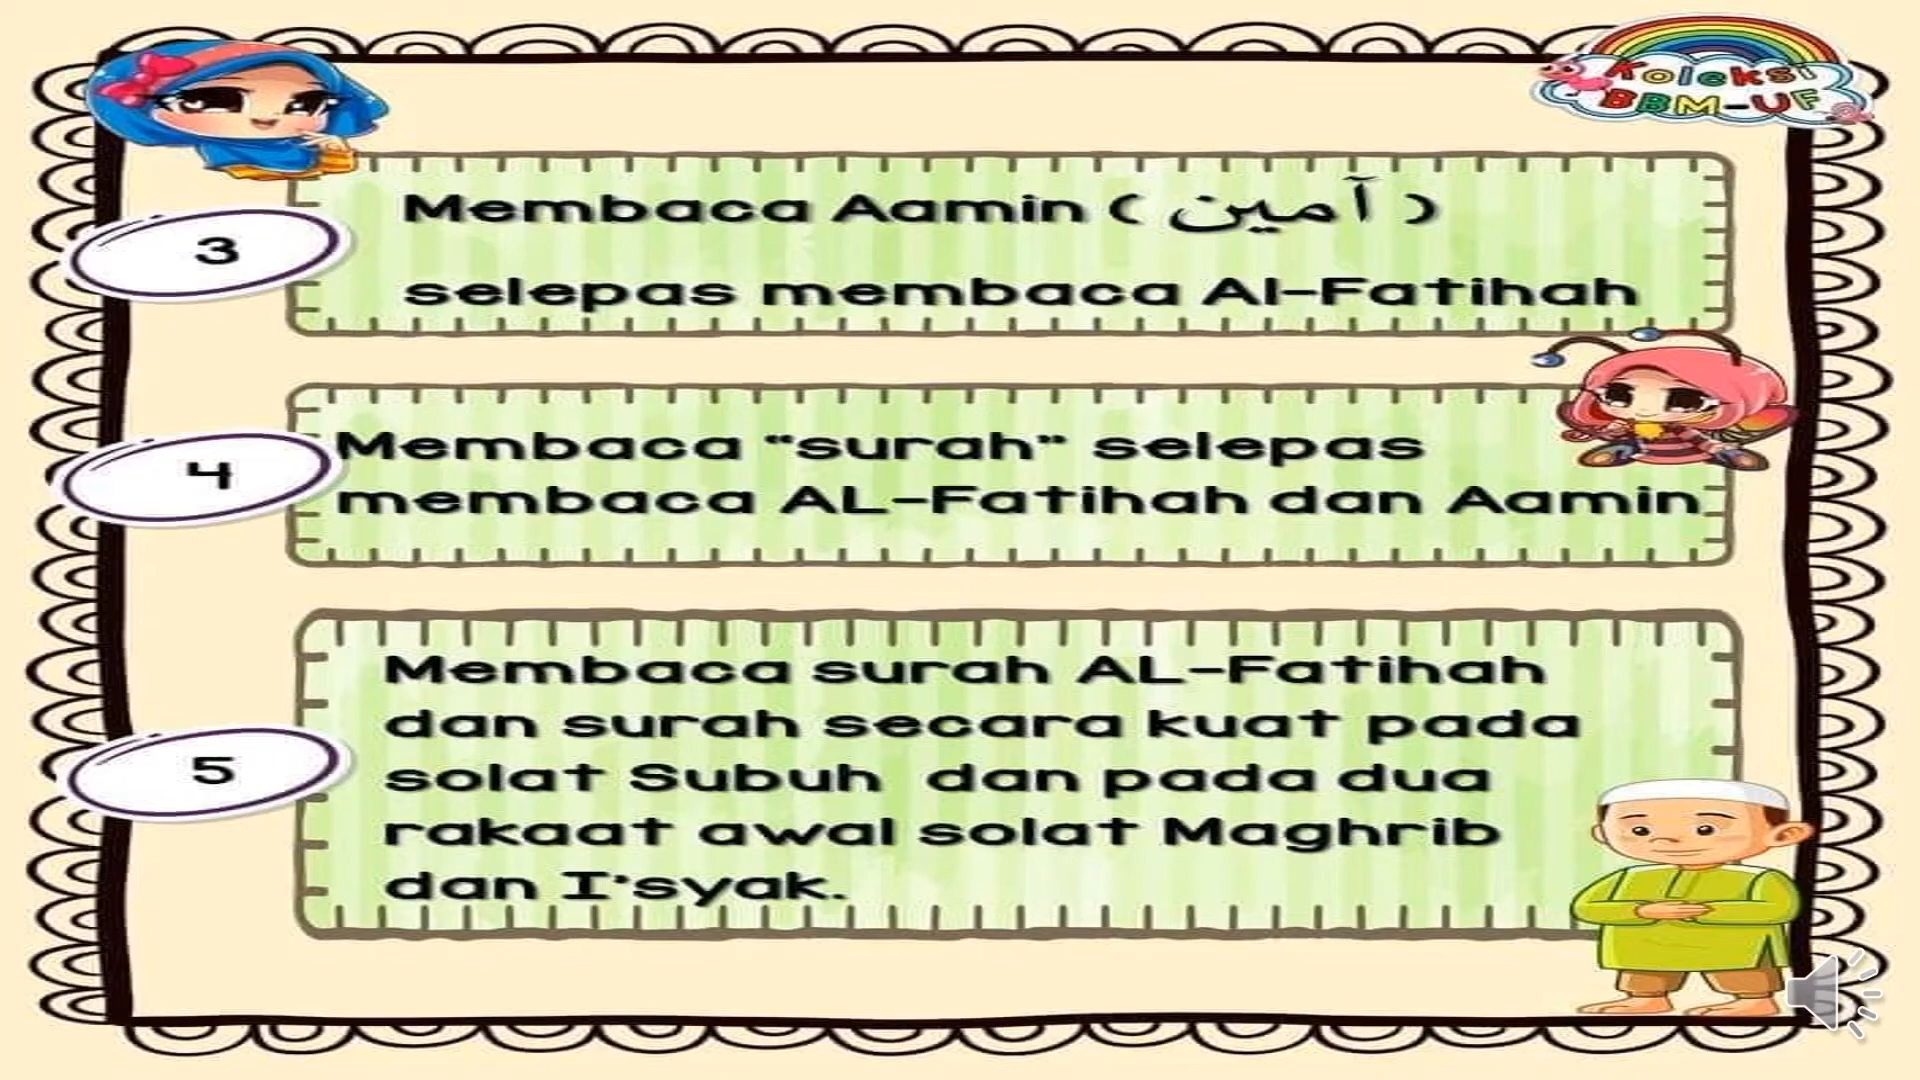 Koleksi
BBM-UF
3
Membaca Aamin ( آمين )
selepas membaca Al-Fatihah
4
Membaca "surah" selepas
membaca AL-Fatihah dan Aamin
5
Membaca surah AL-Fatihah
dan surah secara kuat pada
solat Subuh dan pada dua
rakaat awal solat Maghrib
dan I'syak.